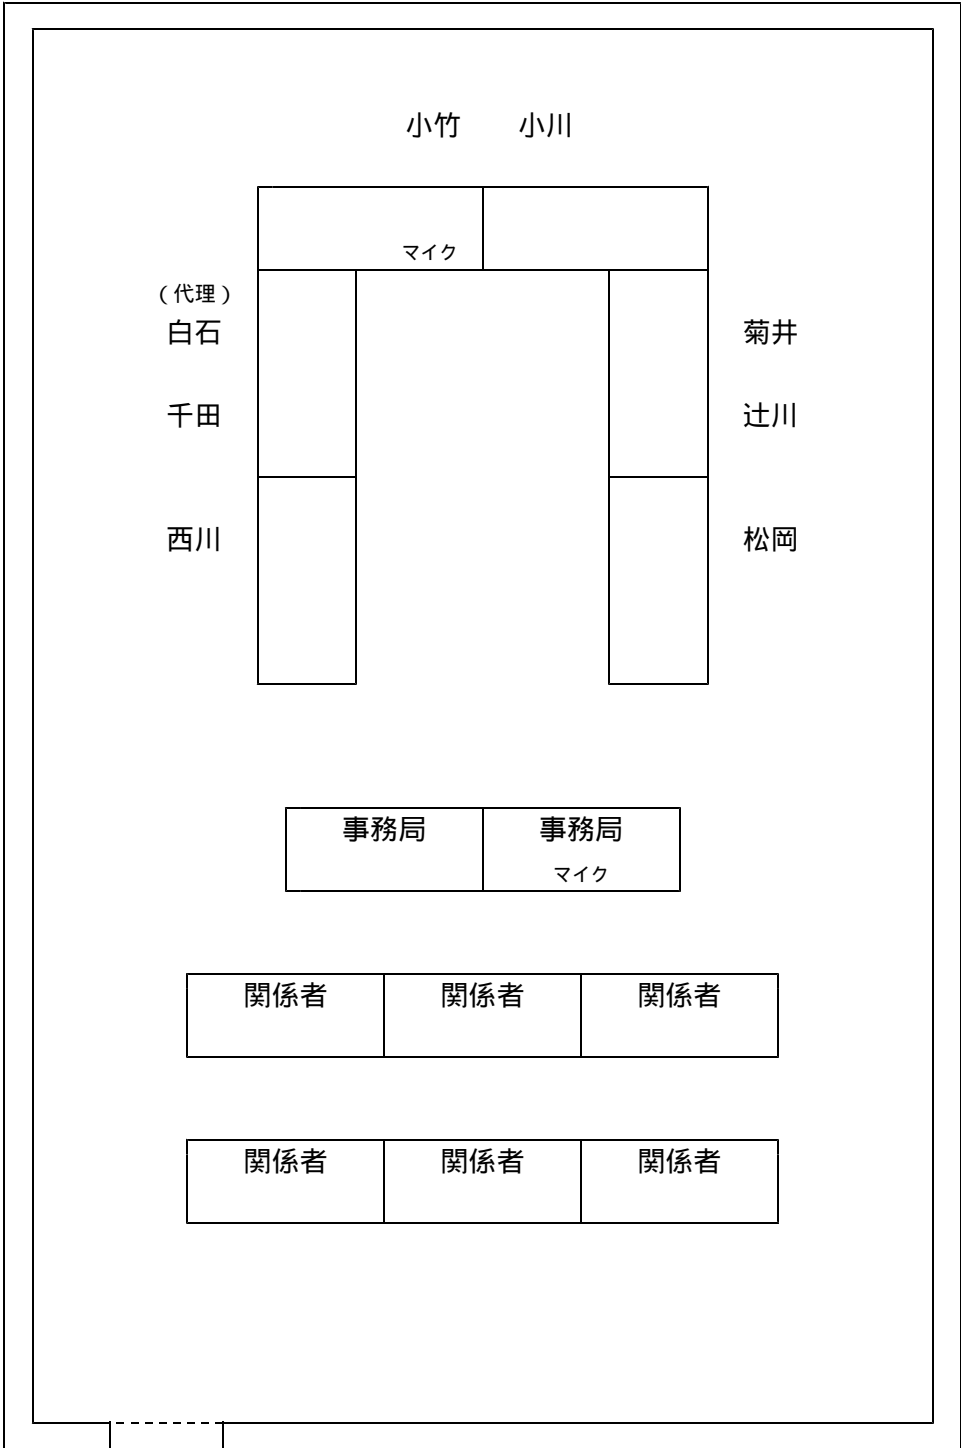 小竹 小川
マイク
（代理）
白石 菊井
千田 辻川
西川 松岡
事務局 事務局
マイク
関係者 関係者 関係者
関係者 関係者 関係者